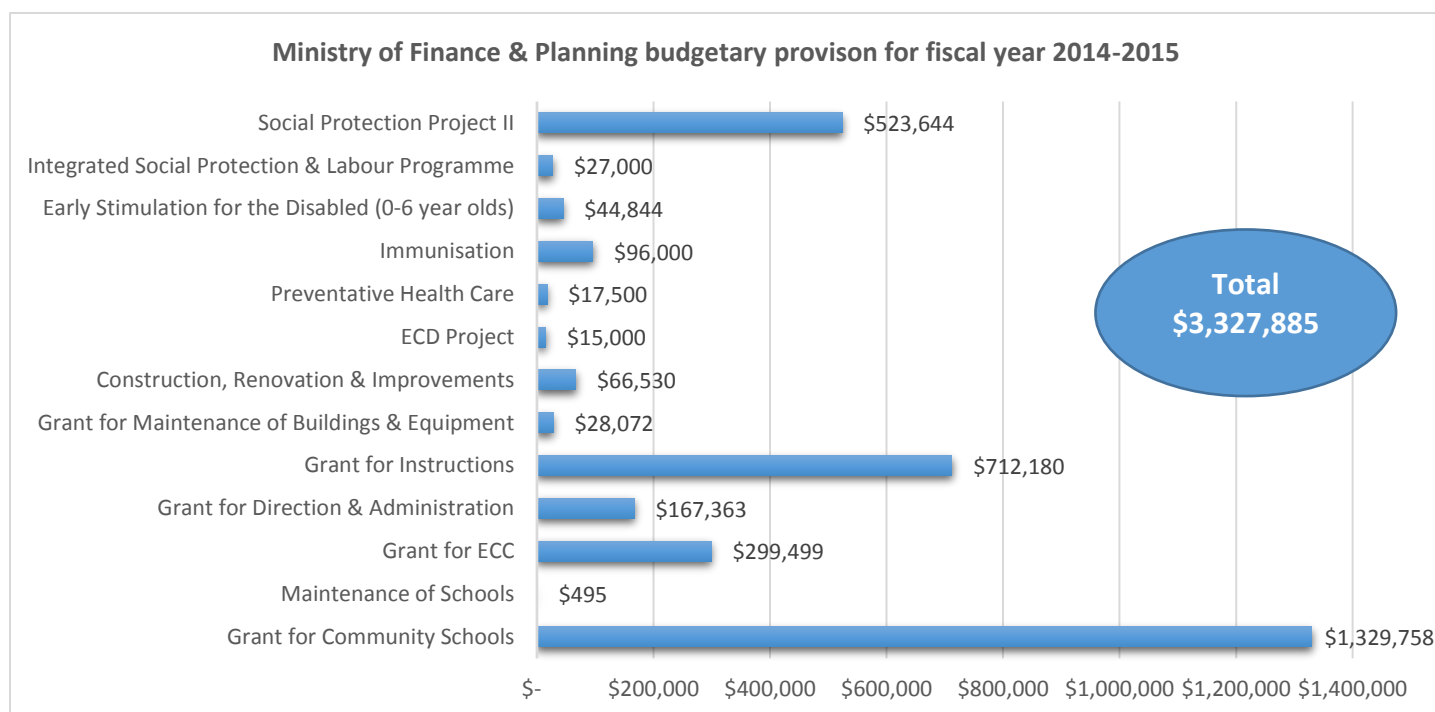 Ministry of Finance & Planning budgetary provison for fiscal year 2014-2015
Social Protection Project II $523,644
Integrated Social Protection & Labour Programme $27,000
Early Stimulation for the Disabled (0-6 year olds) $44,844
Immunisation $96,000
Preventative Health Care $17,500
ECD Project $15,000
Construction, Renovation & Improvements $66,530
Grant for Maintenance of Buildings & Equipment $28,072
Grant for Instructions $712,180
Grant for Direction & Administration $167,363
Grant for ECC $299,499
Maintenance of Schools $495
Grant for Community Schools $1,329,758
Total
$3,327,885
$- $200,000 $400,000 $600,000 $800,000 $1,000,000 $1,200,000 $1,400,000